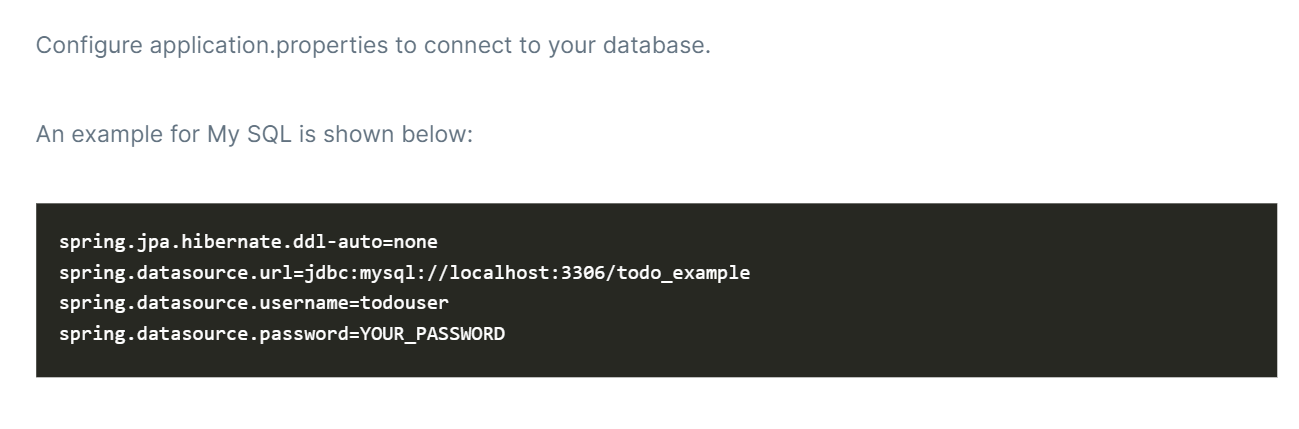 Configure application.properties to connect to your database.
An example for My SQL is shown below:
spring.jpa.hibernate.ddl-auto=none
spring.datasource.url=jdbc:mysql://localhost:3306/todo_example
spring.datasource.username=todouser
spring.datasource.password=YOUR_PASSWORD